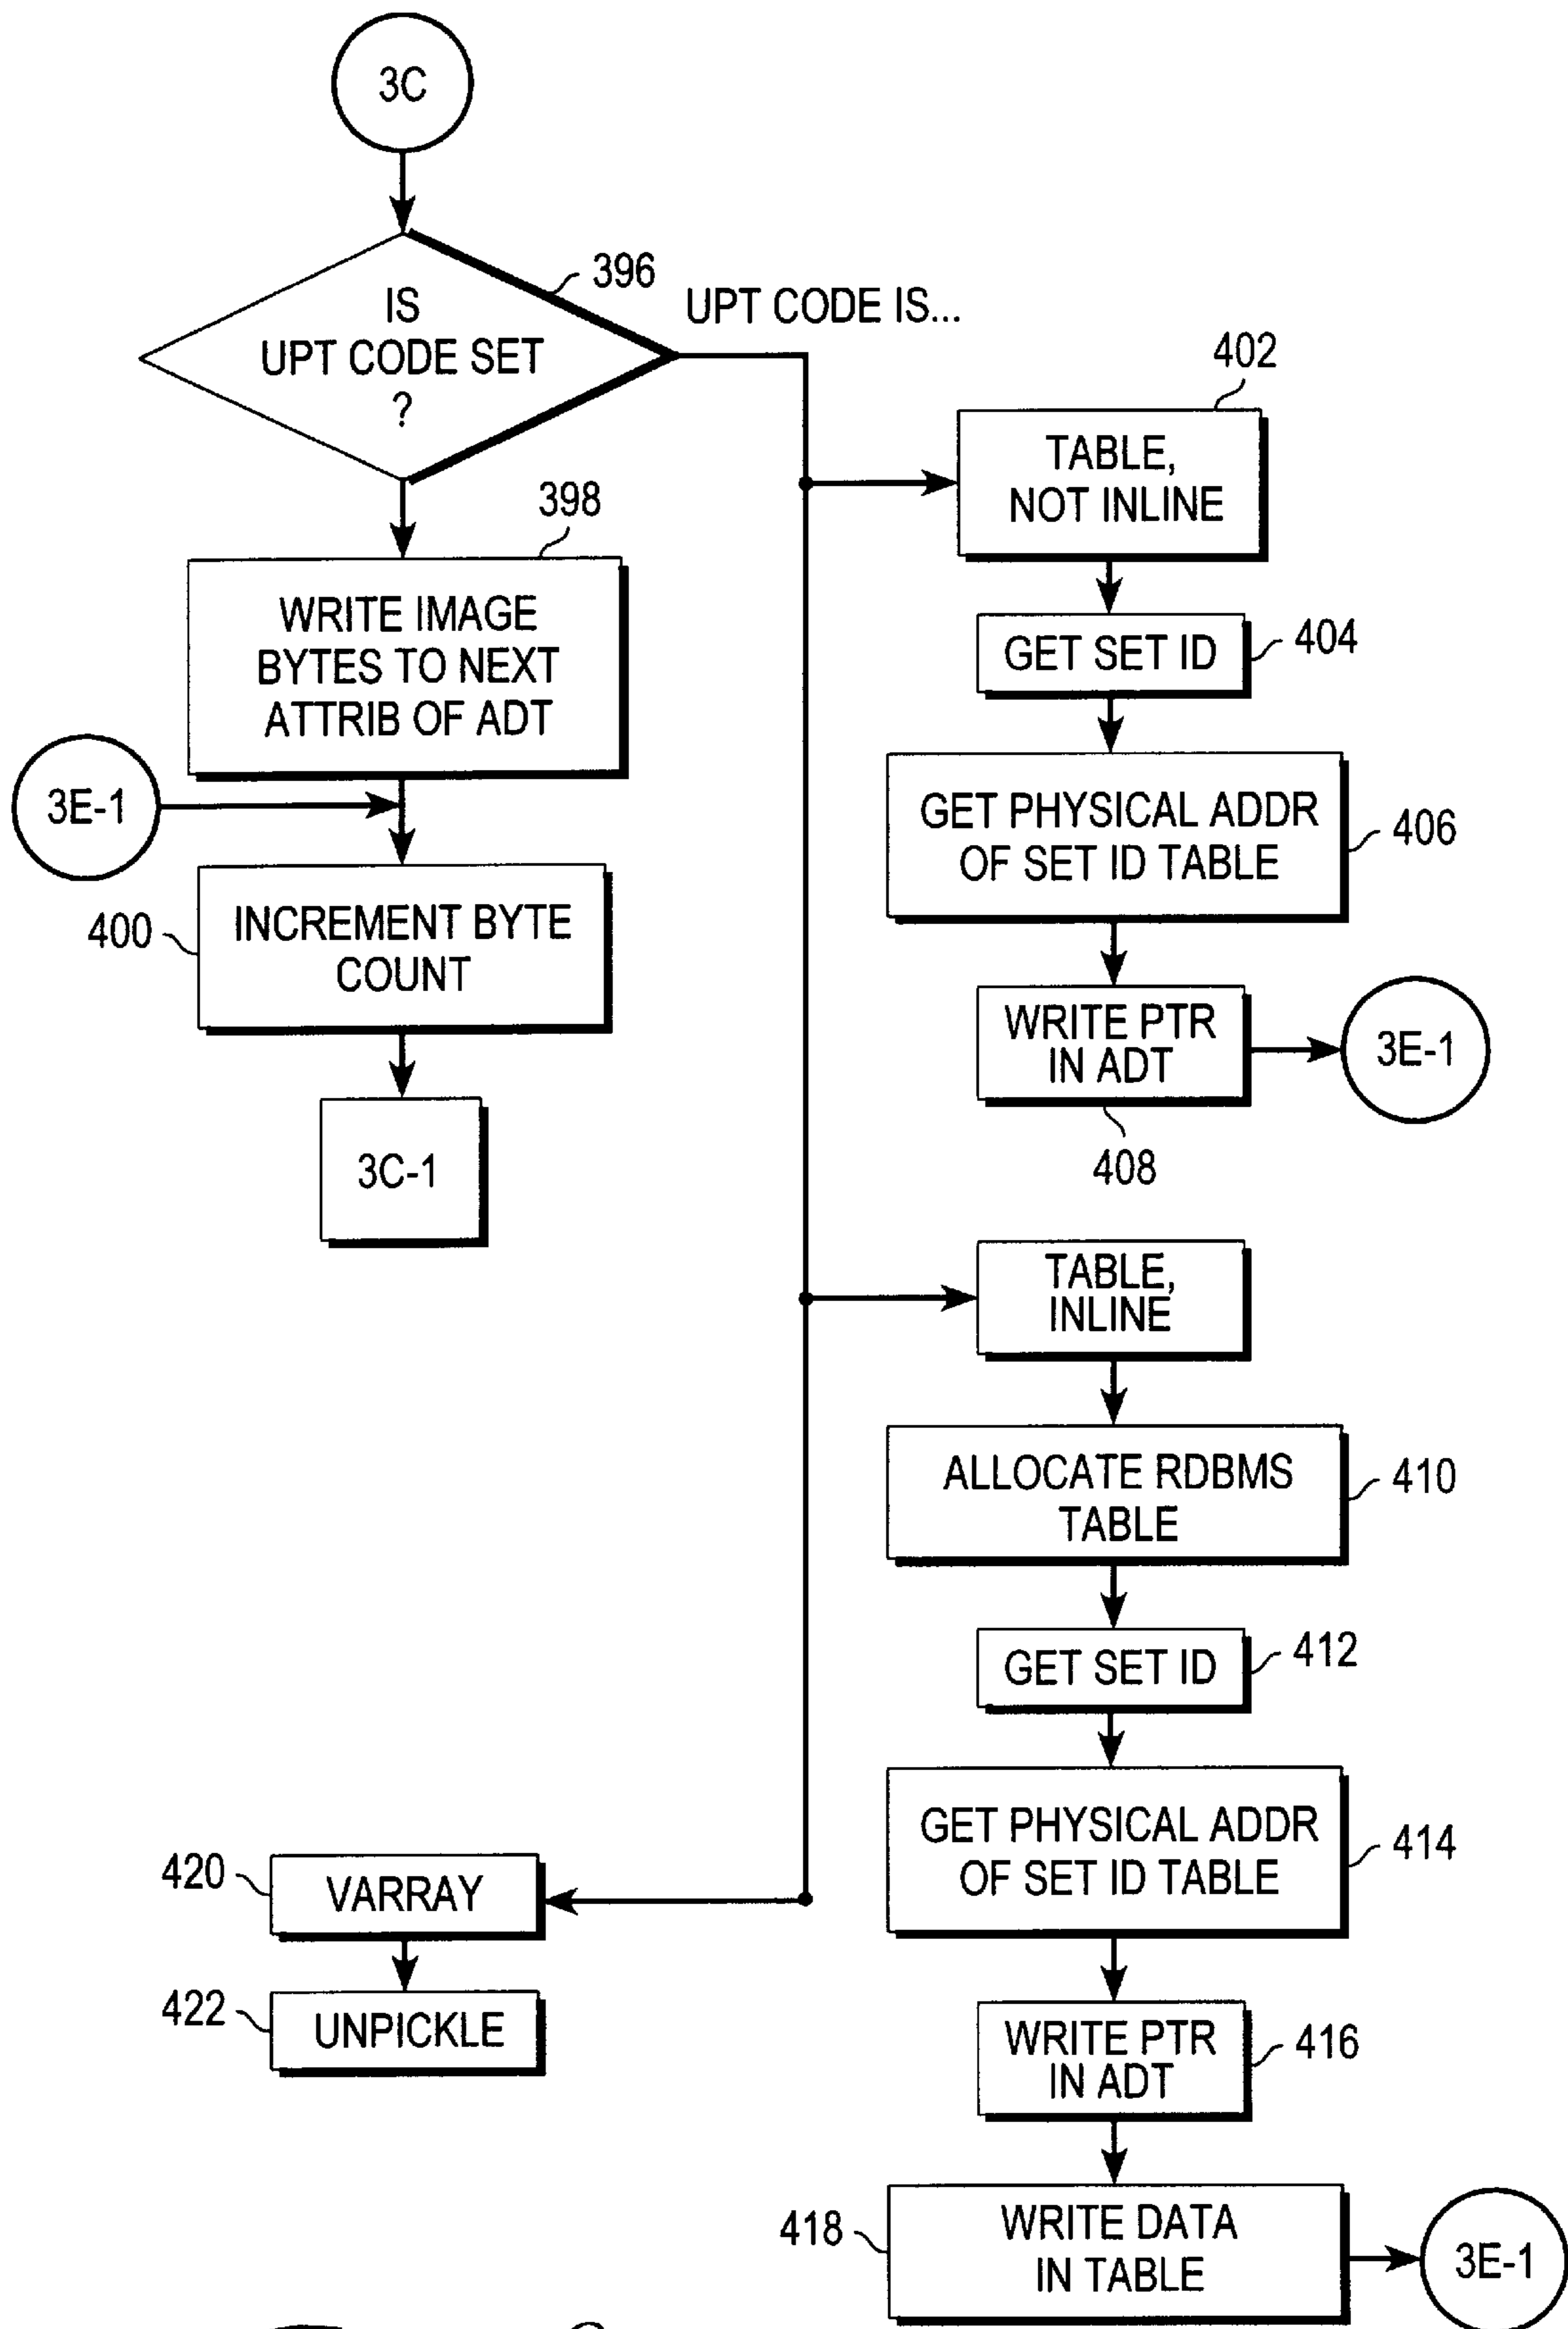 3C
396
IS
UPT CODE SET
?
UPT CODE IS...
398
WRITE IMAGE
BYTES TO NEXT
ATTRIB OF ADT
3E-1
400
INCREMENT BYTE
COUNT
3C-1
402
TABLE,
NOT INLINE
GET SET ID
404
GET PHYSICAL ADDR
OF SET ID TABLE
406
WRITE PTR
IN ADT
3E-1
408
TABLE,
INLINE
ALLOCATE RDBMS
TABLE
410
GET SET ID
412
GET PHYSICAL ADDR
OF SET ID TABLE
414
WRITE PTR
IN ADT
416
418
WRITE DATA
IN TABLE
3E-1
420
VARRAY
422
UNPICKLE